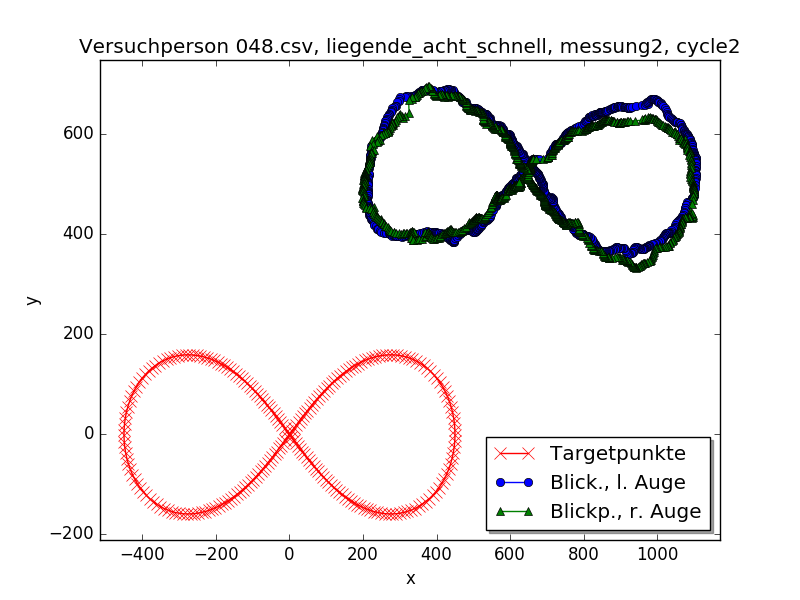 Versuchperson 048.csv, liegende_acht_schnell, messung2, cycle2
600
400
200
0
−200
y
−400
−200
0
200
400
600
800
1000
x
Targetpunkte
Blick., l. Auge
Blickp., r. Auge